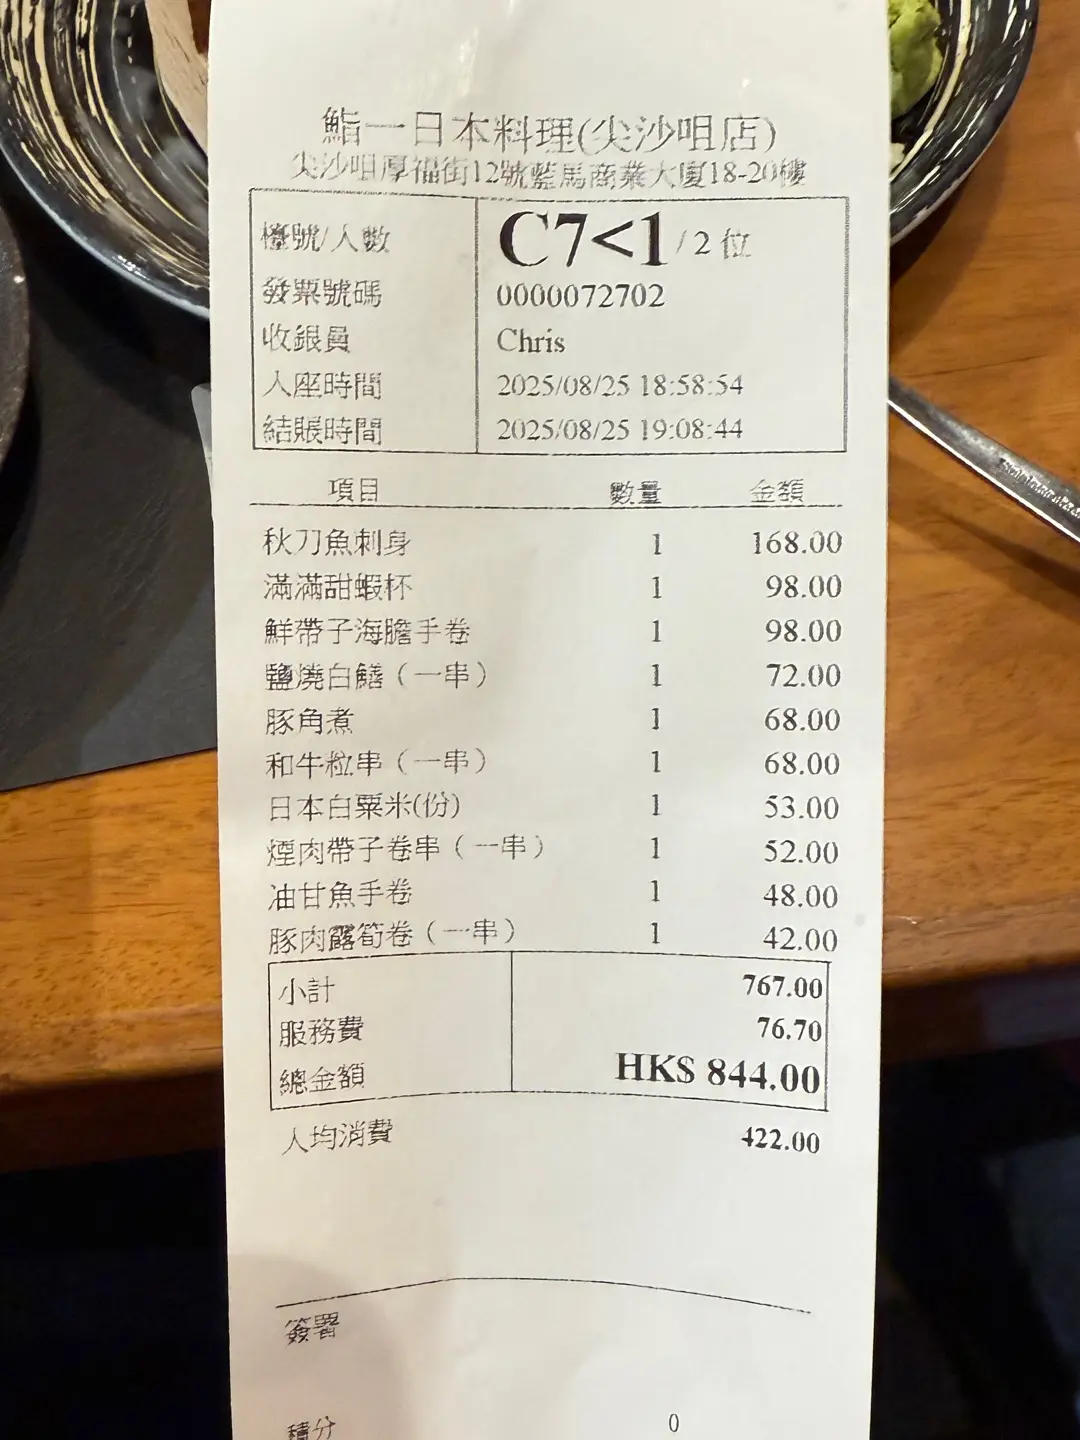 鮨一日本料理(尖沙咀店)
尖沙咀厚福街12號藍馬商業大廈18-20樓
檯號/人數 C7<1 / 2 位
發票號碼 0000072702
收銀員 Chris
入座時間 2025/08/25 18:58:54
結賬時間 2025/08/25 19:08:44
項目 數量 金額
秋刀魚刺身 1 168.00
滿滿甜蝦杯 1 98.00
鮮帶子海膽手卷 1 98.00
鹽燒白鱔（一串） 1 72.00
豚角煮 1 68.00
和牛粒串（一串） 1 68.00
日本白粟米(份) 1 53.00
煙肉帶子卷串（一串） 1 52.00
油甘魚手卷 1 48.00
豚肉露筍卷（一串） 1 42.00
小計 767.00
服務費 76.70
總金額 HK$ 844.00
人均消費 422.00
簽署
積分 0